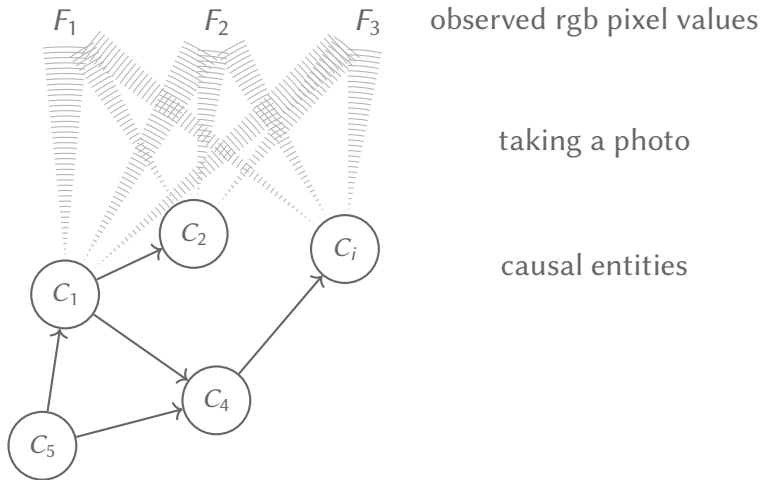 F₁ F₂ F₃ observed rgb pixel values
taking a photo
C₂
Cᵢ
causal entities
C₁
C₄
C₅